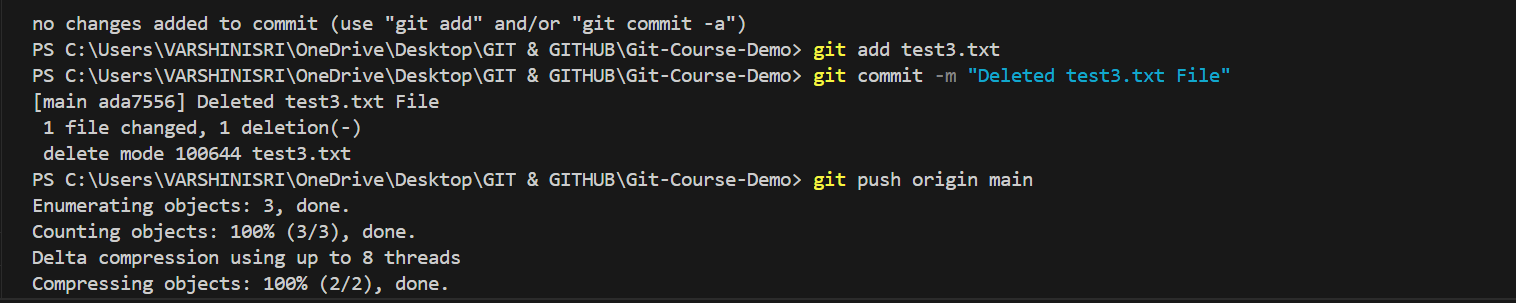 no changes added to commit (use "git add" and/or "git commit -a")
PS C:\Users\VARSHINISRI\OneDrive\Desktop\GIT & GITHUB\Git-Course-Demo> git add test3.txt
PS C:\Users\VARSHINISRI\OneDrive\Desktop\GIT & GITHUB\Git-Course-Demo> git commit -m "Deleted test3.txt File"
[main ada7556] Deleted test3.txt File
 1 file changed, 1 deletion(-)
 delete mode 100644 test3.txt
PS C:\Users\VARSHINISRI\OneDrive\Desktop\GIT & GITHUB\Git-Course-Demo> git push origin main
Enumerating objects: 3, done.
Counting objects: 100% (3/3), done.
Delta compression using up to 8 threads
Compressing objects: 100% (2/2), done.